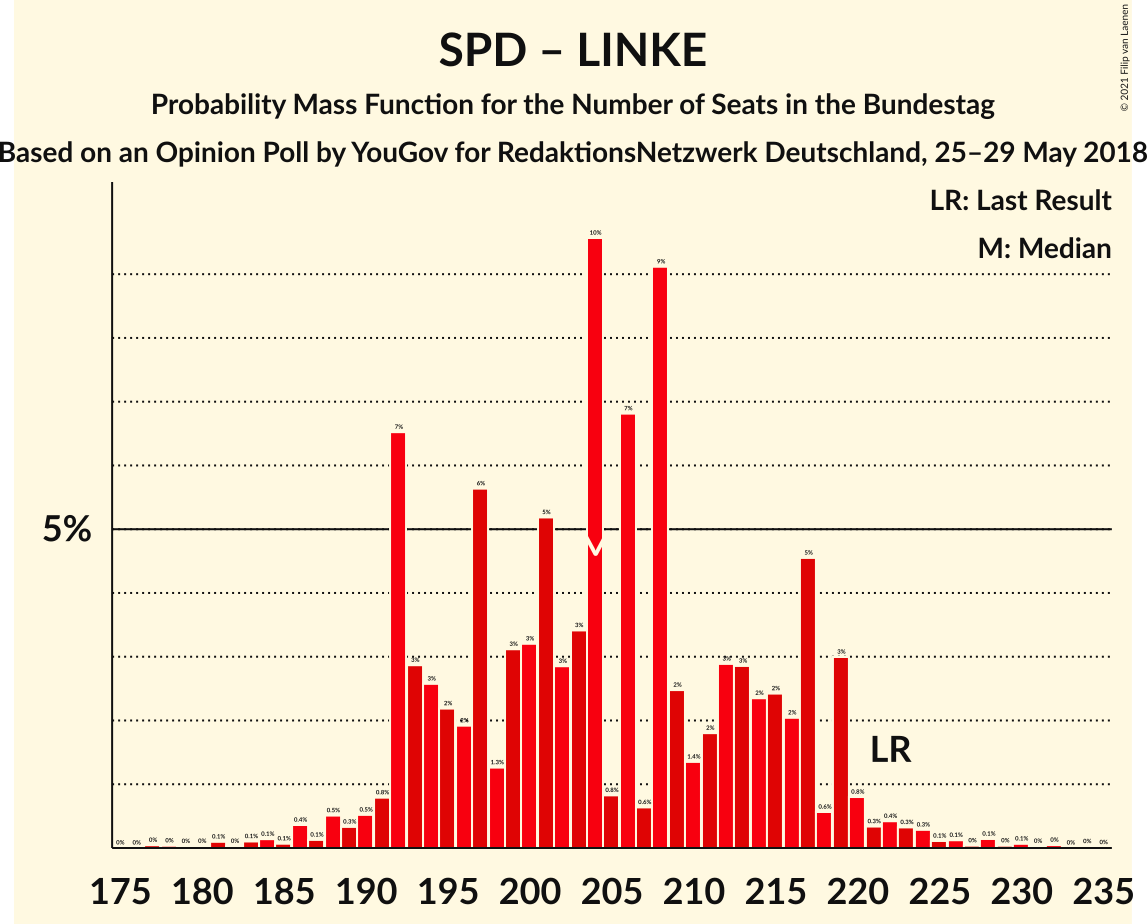 SPD – LINKE
Probability Mass Function for the Number of Seats in the Bundestag
Based on an Opinion Poll by YouGov for RedaktionsNetzwerk Deutschland, 25–29 May 2018
© 2021 Filip van Laenen
LR: Last Result
M: Median
5%
0% 0% 0% 0% 0% 0% 0.1% 0% 0.1% 0.1% 0.1% 0.4% 0.1% 0.5% 0.3% 0.5% 0.8% 7% 3% 3% 2% 2% 6% 1.3% 3% 3% 5% 3% 3% 10% 0.8% 7% 0.6% 9% 2% 1.4% 2% 3% 3% 2% 2% 2% 5% 0.6% 3% 0.8% 0.3% 0.4% 0.3% 0.3% 0.1% 0.1% 0% 0.1% 0% 0.1% 0% 0% 0% 0% 0%
LR
175 180 185 190 195 200 205 210 215 220 225 230 235